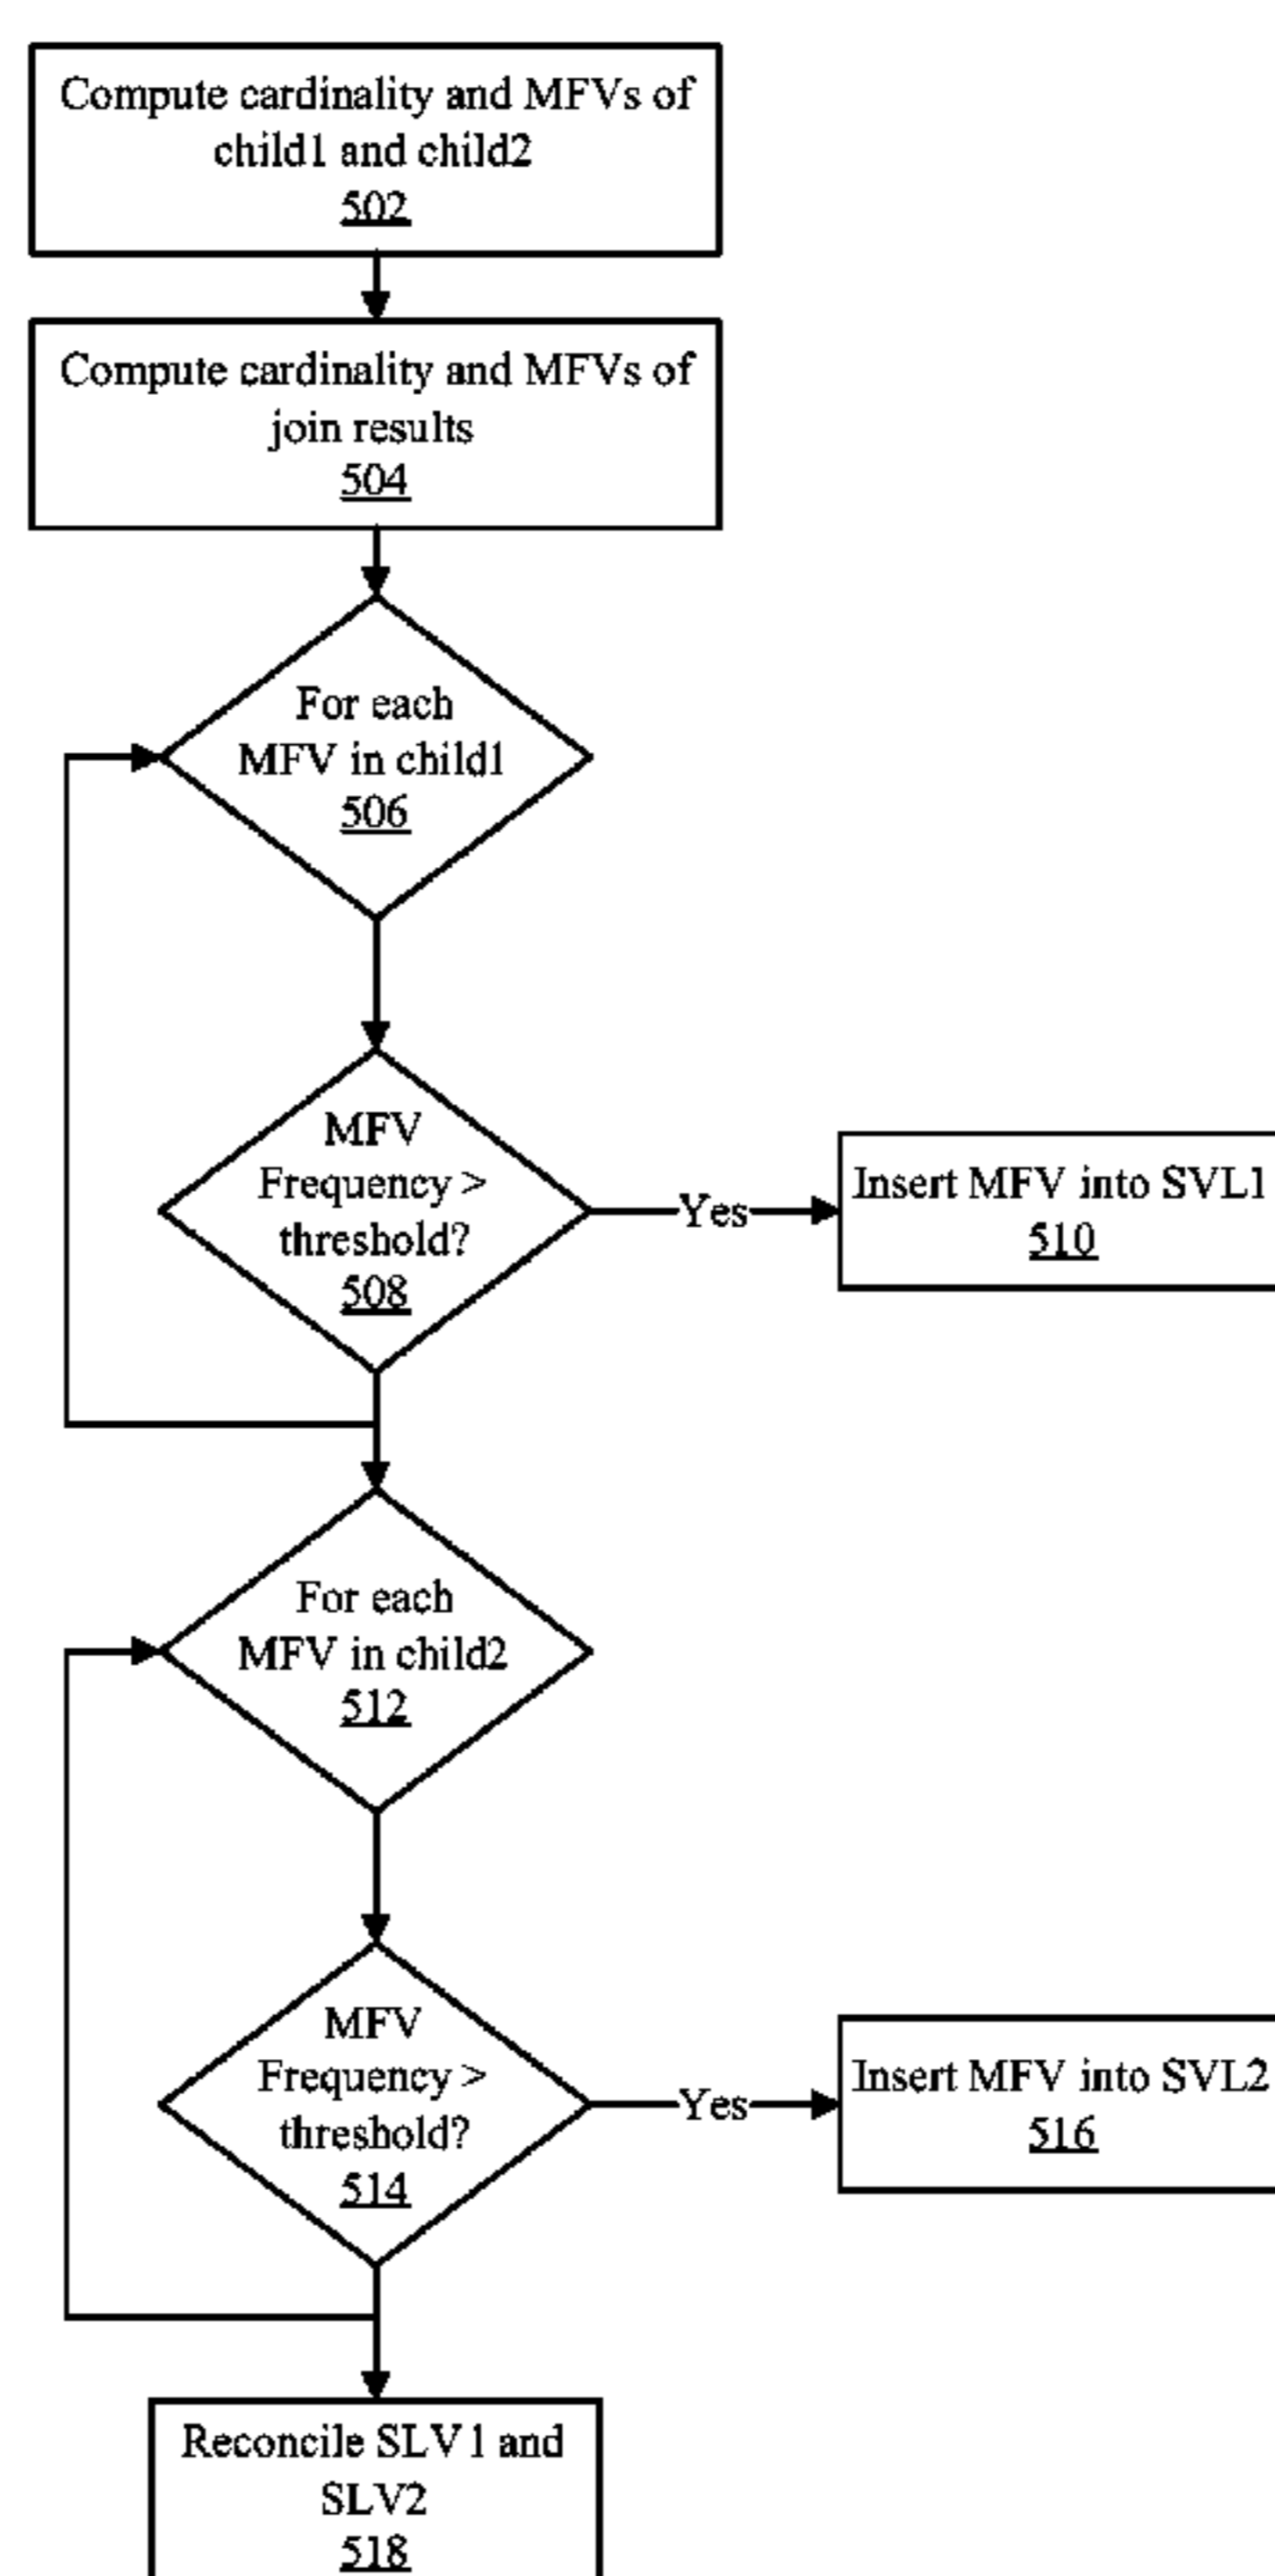 Compute cardinality and MFVs of
child1 and child2
502
Compute cardinality and MFVs of
join results
504
For each
MFV in child1
506
MFV
Frequency >
threshold?
508
Yes
Insert MFV into SVL1
510
For each
MFV in child2
512
MFV
Frequency >
threshold?
514
Yes
Insert MFV into SVL2
516
Reconcile SLV1 and
SLV2
518